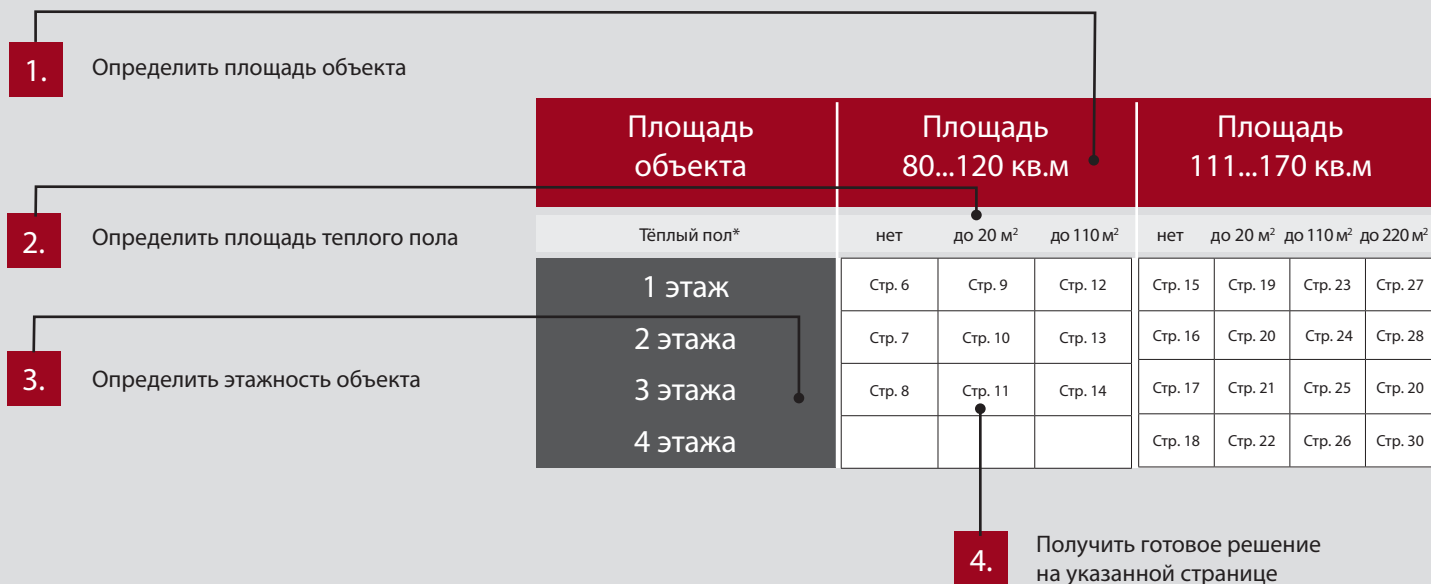 1.
Определить площадь объекта
Площадь объекта
Площадь 80...120 кв.м
Площадь 111...170 кв.м
2.
Определить площадь теплого пола
Тёплый пол* нет до 20 м² до 110 м² нет до 20 м² до 110 м² до 220 м²
1 этаж Стр. 6 Стр. 9 Стр. 12 Стр. 15 Стр. 19 Стр. 23 Стр. 27
2 этажа Стр. 7 Стр. 10 Стр. 13 Стр. 16 Стр. 20 Стр. 24 Стр. 28
3.
Определить этажность объекта
3 этажа Стр. 8 Стр. 11 Стр. 14 Стр. 17 Стр. 21 Стр. 25 Стр. 20
4 этажа Стр. 18 Стр. 22 Стр. 26 Стр. 30
4.
Получить готовое решение
на указанной странице